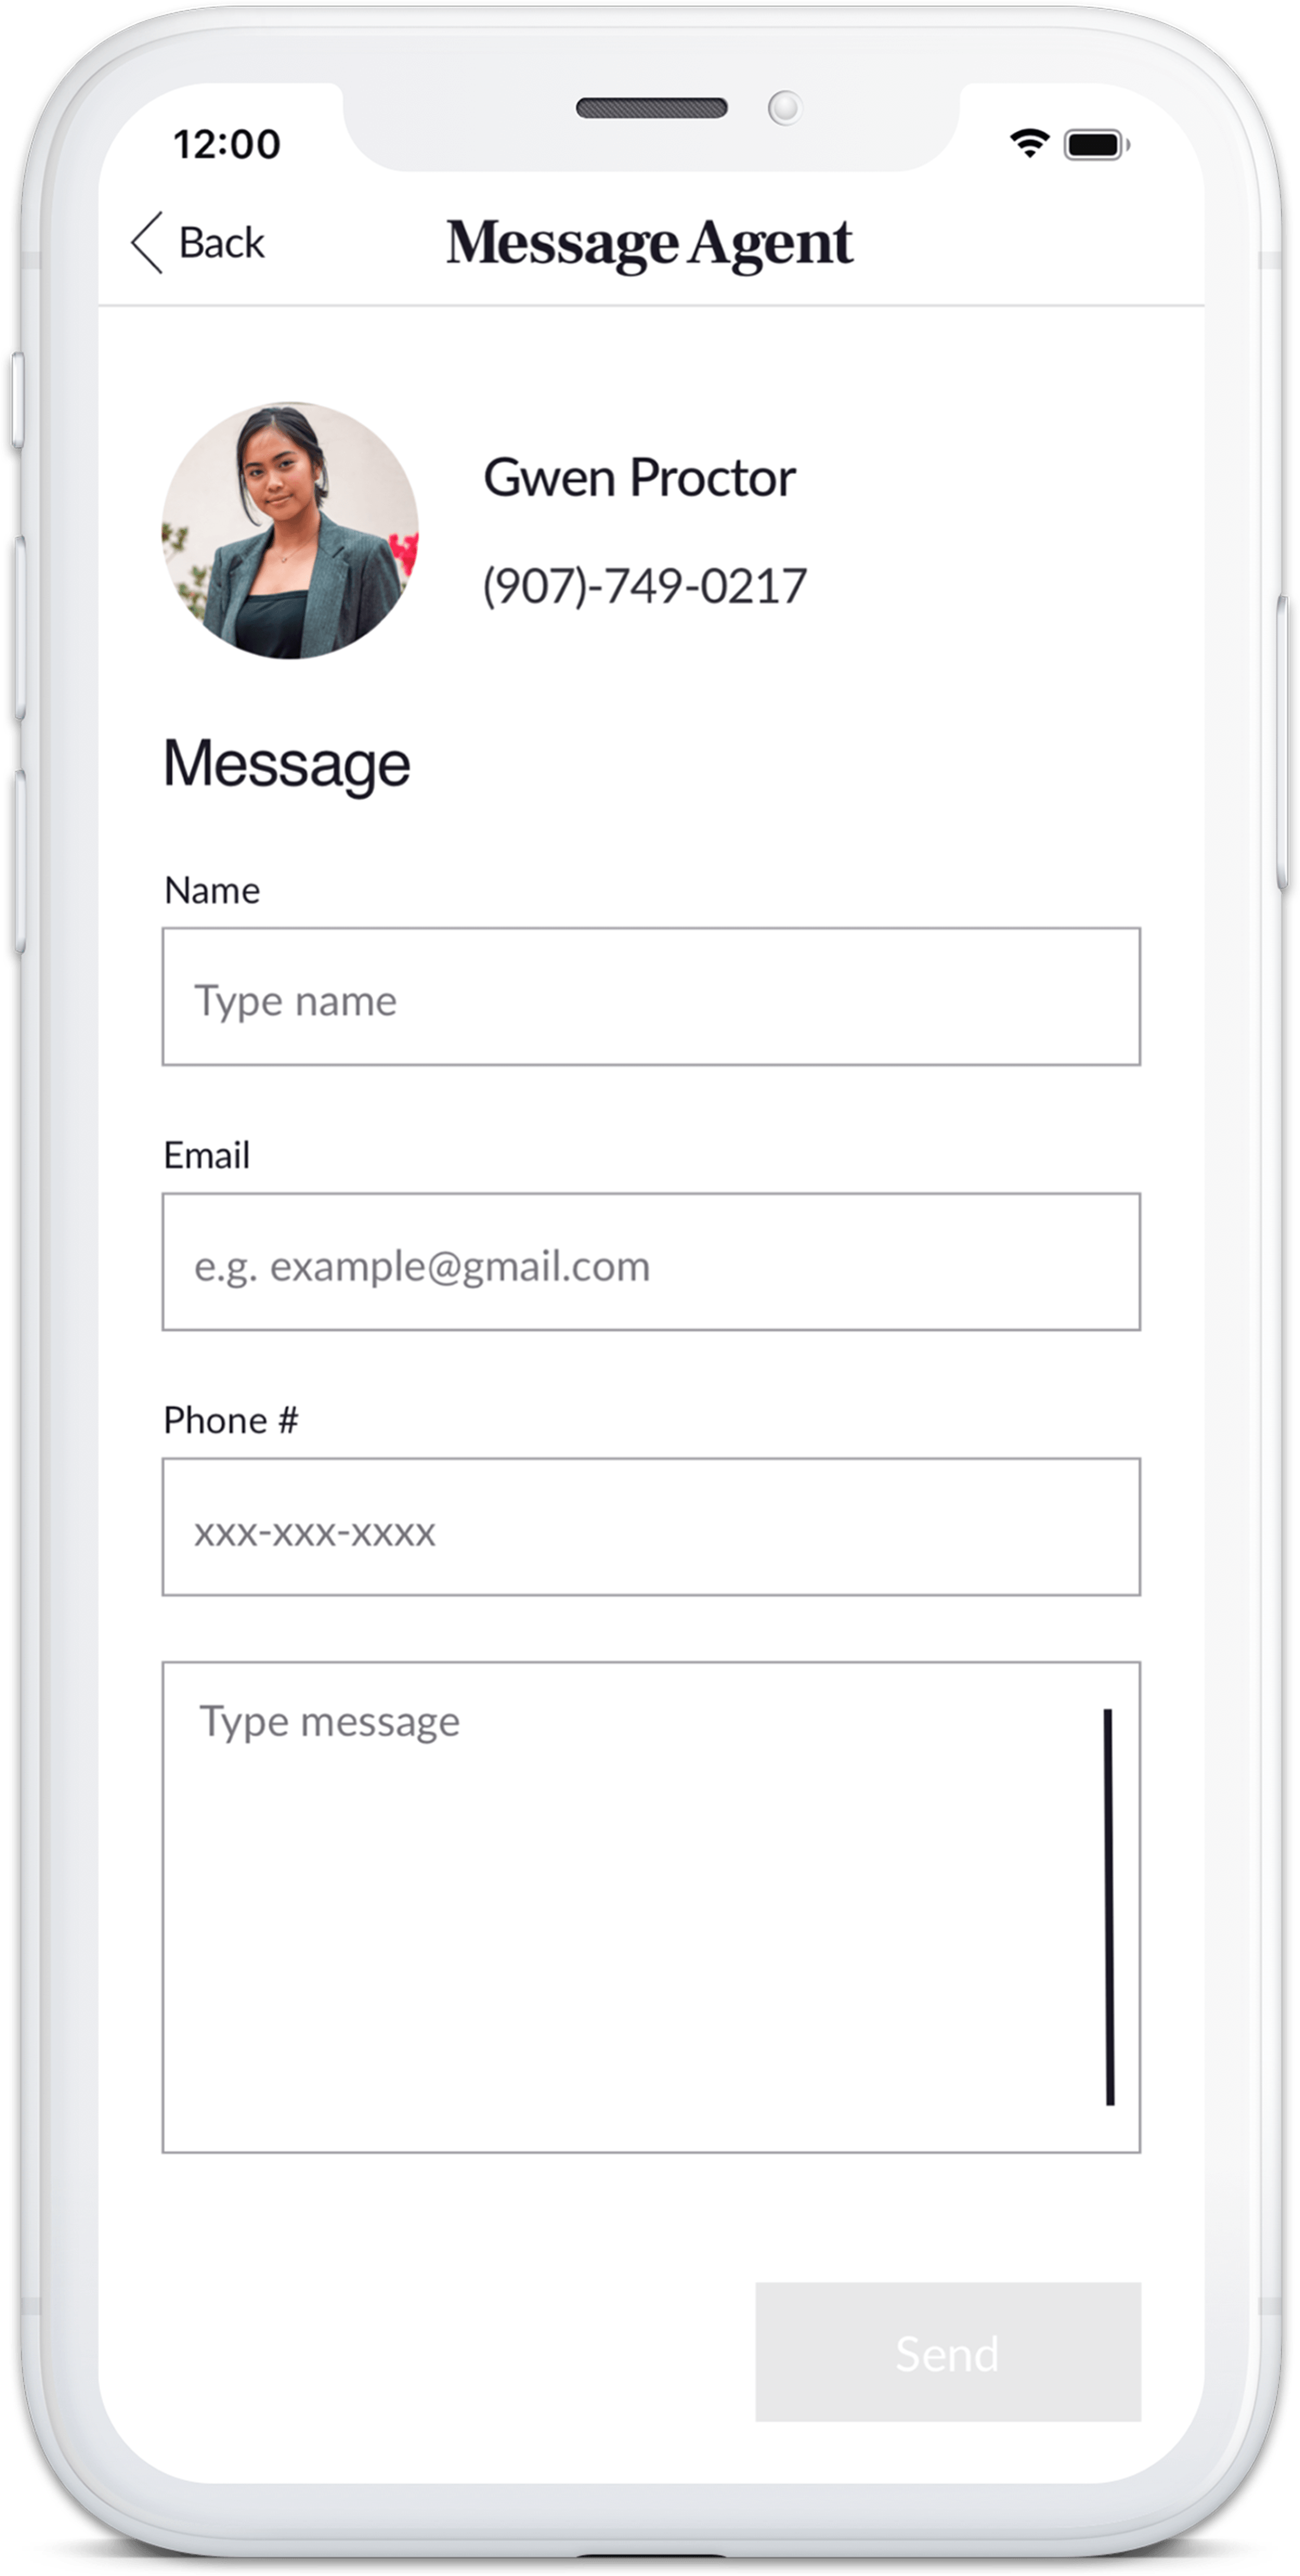 12:00
Back
Message Agent
Gwen Proctor
(907)-749-0217
Message
Name
Type name
Email
e.g. example@gmail.com
Phone #
xxx-xxx-xxxx
Type message
Send